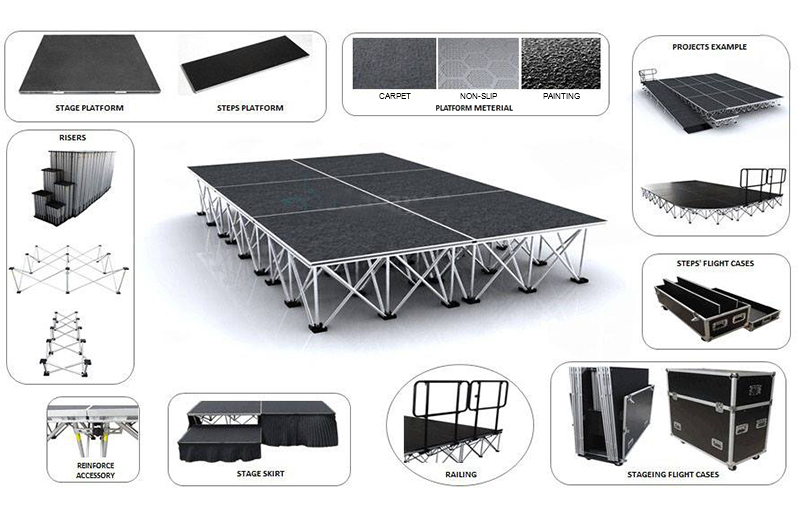 STAGE PLATFORM
STEPS PLATFORM
CARPET
NON-SLIP
PAINTING
PLATFORM METERIAL
PROJECTS EXAMPLE
RISERS
STEPS' FLIGHT CASES
REINFORCE
ACCESSORY
STAGE SKIRT
RAILING
STAGEING FLIGHT CASES